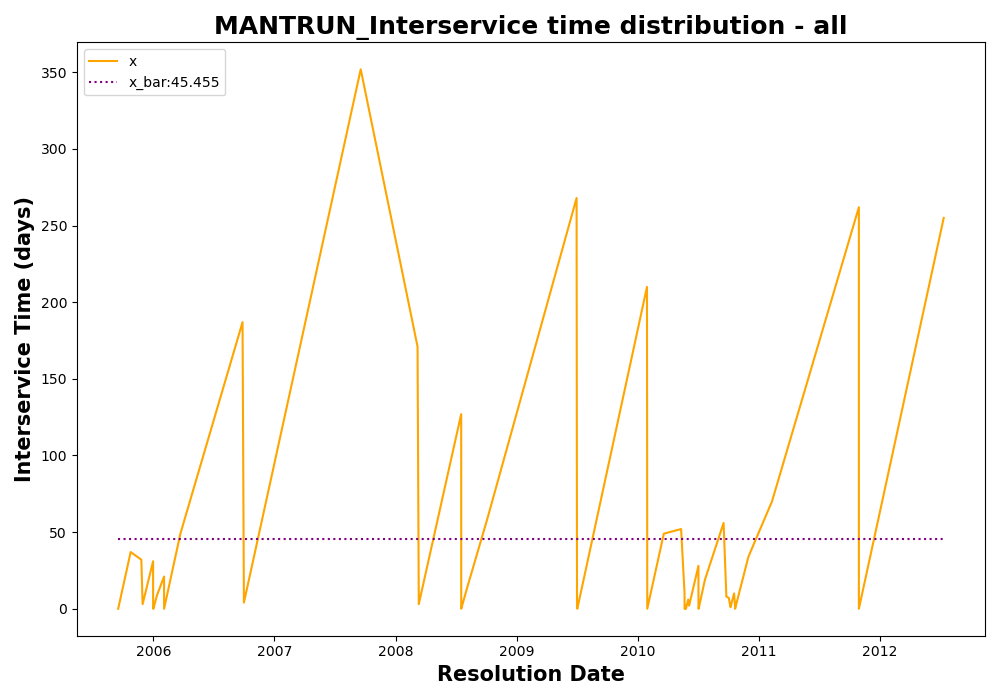 MANTRUN_Interservice time distribution - all
x
x_bar:45.455
Interservice Time (days)
350
300
250
200
150
100
50
0
2006 2007 2008 2009 2010 2011 2012
Resolution Date